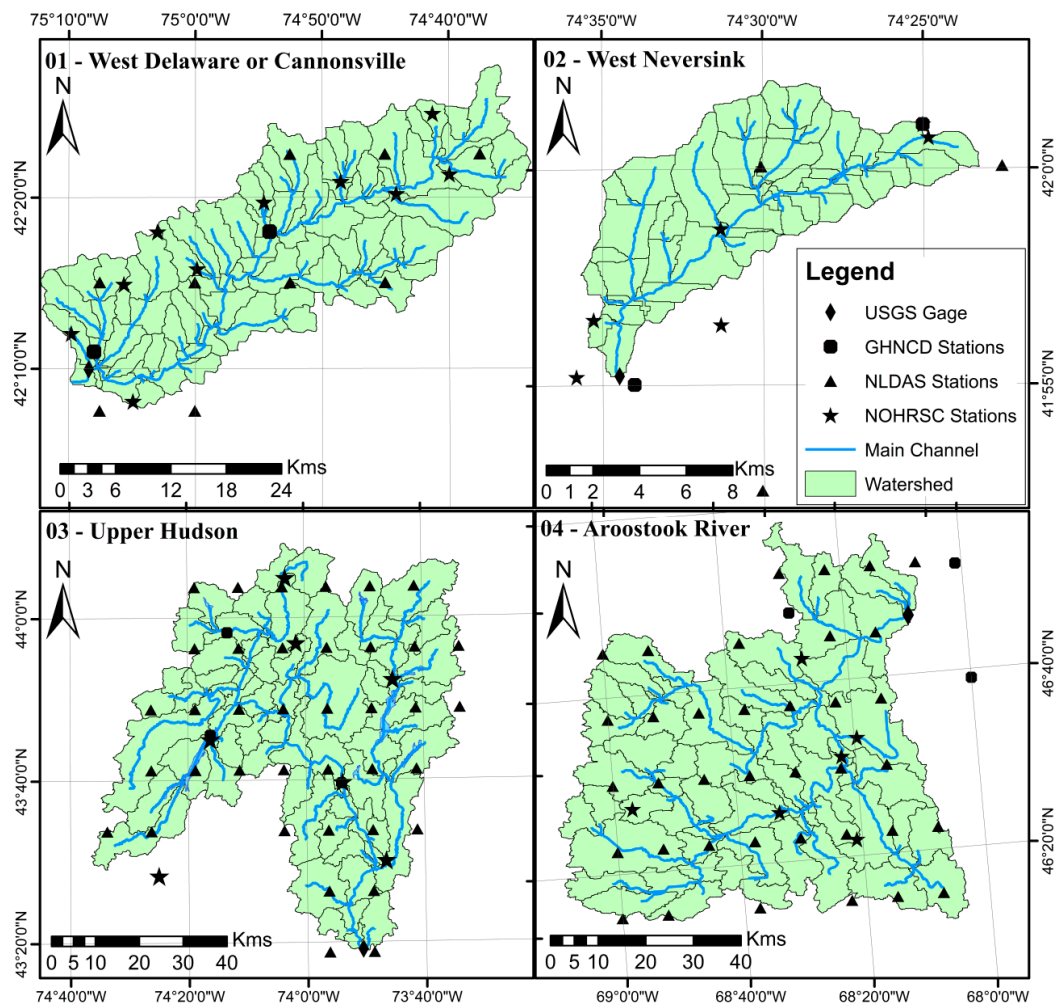 75°10'0"W 75°0'0"W 74°50'0"W 74°40'0"W 74°35'0"W 74°30'0"W 74°25'0"W
01 - West Delaware or Cannonsville
N
42°20'0"N
42°10'0"N
Kms
0 3 6 12 18 24
02 - West Neversink
N
42°0'0"N
41°55'0"N
Kms
0 1 2 4 6 8
Legend
USGS Gage
GHNCD Stations
NLDAS Stations
NOHRSC Stations
Main Channel
Watershed
03 - Upper Hudson
N
44°0'0"N
43°40'0"N
43°20'0"N
Kms
0 5 10 20 30 40
04 - Aroostook River
N
46°40'0"N
46°20'0"N
Kms
0 5 10 20 30 40
74°40'0"W 74°20'0"W 74°0'0"W 73°40'0"W 69°0'0"W 68°40'0"W 68°20'0"W 68°0'0"W